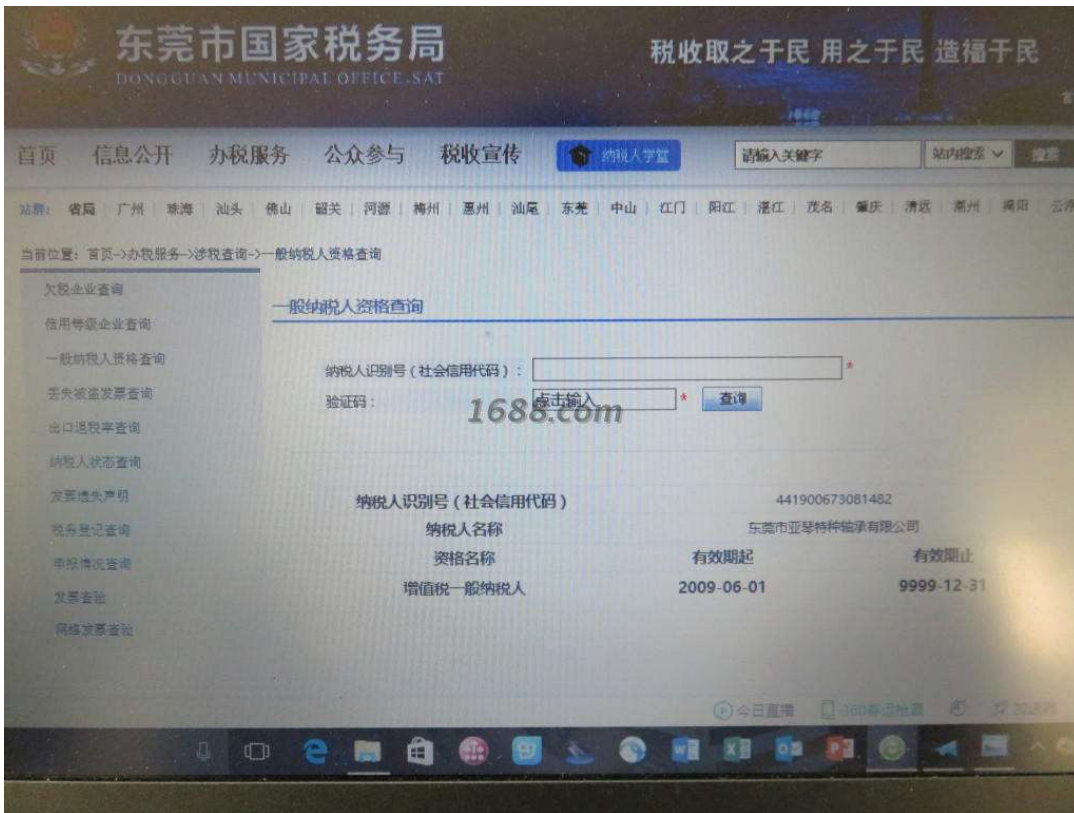 东莞市国家税务局
DONGGUAN MUNICIPAL OFFICE,SAT
税收取之于民 用之于民 造福于民
首页 信息公开 办税服务 公众参与 税收宣传 纳税人学堂 请输入关键字 站内搜索 搜索
站群: 省局 广州 珠海 汕头 佛山 韶关 河源 梅州 惠州 汕尾 东莞 中山 江门 阳江 湛江 茂名 肇庆 清远 潮州 揭阳 云浮
当前位置: 首页->办税服务->涉税查询->一般纳税人资格查询
欠税企业查询
信用等级企业查询
一般纳税人资格查询
丢失被盗发票查询
出口退税率查询
纳税人状态查询
发票遗失声明
税务登记查询
申报情况查询
发票查验
网络发票查验
一般纳税人资格查询
纳税人识别号(社会信用代码): *
验证码: 点击输入 * 查询
1688.com
纳税人识别号(社会信用代码) 441900673081482
纳税人名称 东莞市亚琴特种轴承有限公司
资格名称 有效期起 有效期止
增值税一般纳税人 2009-06-01 9999-12-31
今日直播